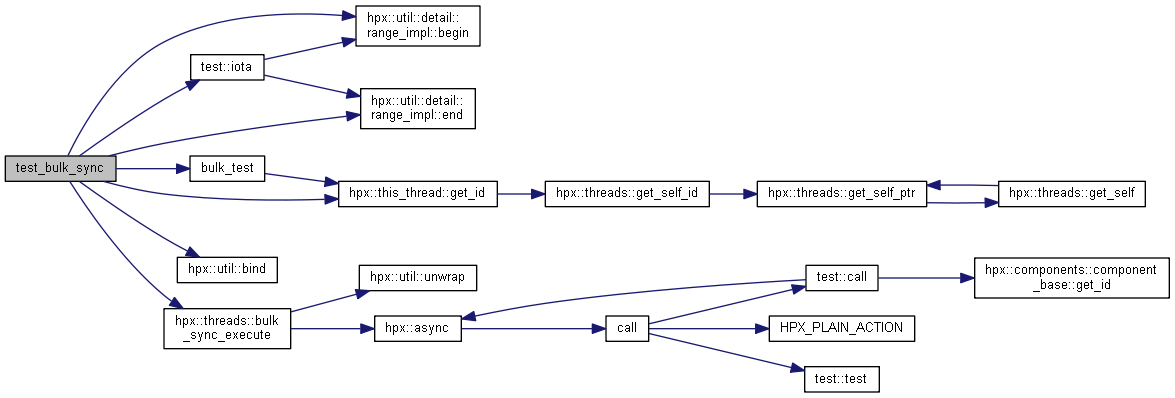 hpx::util::detail::
range_impl::begin
test::iota
hpx::util::detail::
range_impl::end
test_bulk_sync
bulk_test
hpx::this_thread::get_id
hpx::threads::get_self_id
hpx::threads::get_self_ptr
hpx::threads::get_self
hpx::util::bind
hpx::util::unwrap
test::call
hpx::components::component
_base::get_id
hpx::threads::bulk
_sync_execute
hpx::async
call
HPX_PLAIN_ACTION
test::test